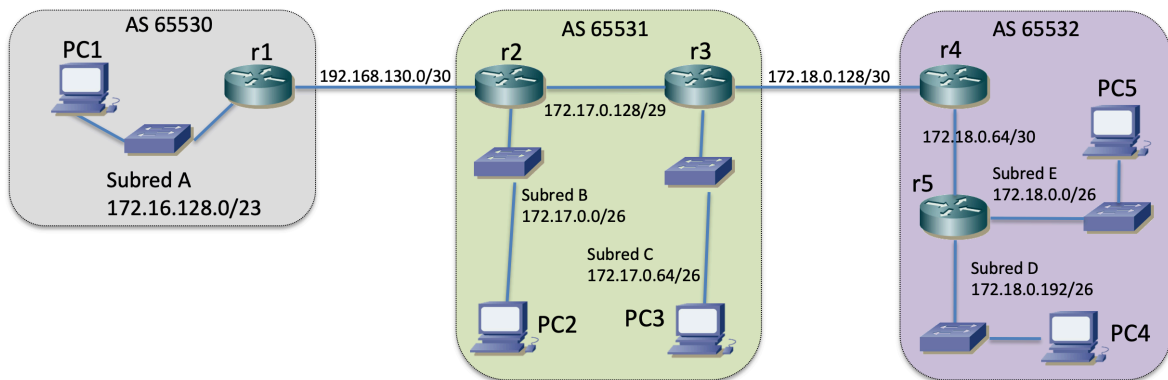 AS 65530
PC1
r1
Subred A
172.16.128.0/23
192.168.130.0/30
AS 65531
r2
r3
172.17.0.128/29
Subred B
172.17.0.0/26
Subred C
172.17.0.64/26
PC2
PC3
172.18.0.128/30
AS 65532
r4
PC5
172.18.0.64/30
r5
Subred E
172.18.0.0/26
Subred D
172.18.0.192/26
PC4